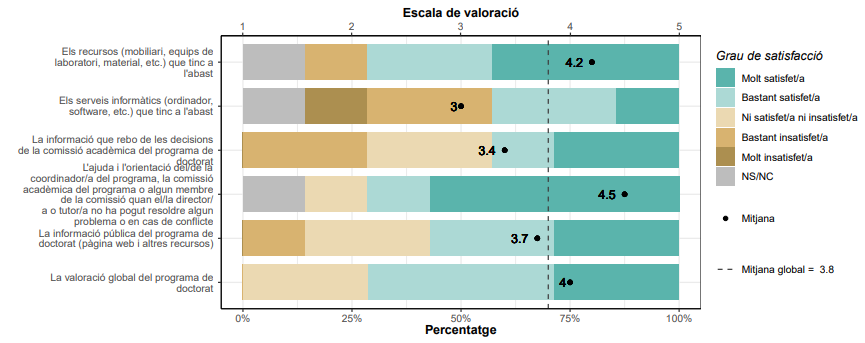 Escala de valoració
1 2 3 4 5
Els recursos (mobiliari, equips de
laboratori, material, etc.) que tinc a
l'abast
4.2
Els serveis informàtics (ordinador,
software, etc.) que tinc a l'abast
3
La informació que rebo de les decisions
de la comissió acadèmica del programa de
doctorat
3.4
L'ajuda i l'orientació del/de la
coordinador/a del programa, la comissió
acadèmica del programa o algun membre
de la comissió quan el/la director/
a o tutor/a no ha pogut resoldre algun
problema o en cas de conflicte
4.5
La informació pública del programa de
doctorat (pàgina web i altres recursos)
3.7
La valoració global del programa de
doctorat
4
0% 25% 50% 75% 100%
Percentatge
Grau de satisfacció
Molt satisfet/a
Bastant satisfet/a
Ni satisfet/a ni insatisfet/a
Bastant insatisfet/a
Molt insatisfet/a
NS/NC
Mitjana
Mitjana global = 3.8